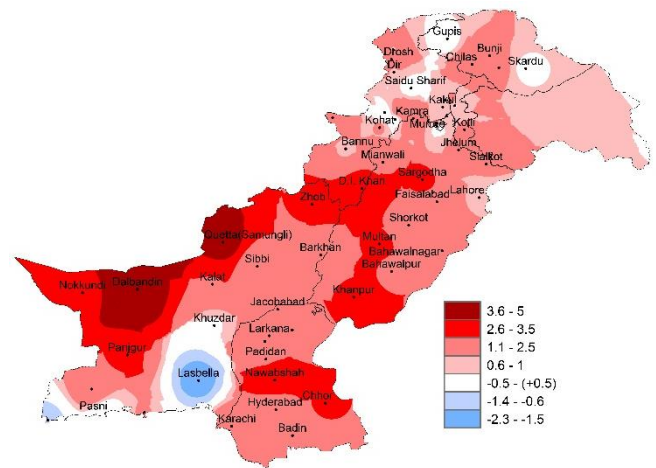 Gupis
Drosh
Dir
Chilas
Bunji
Skardu
Saidu Sharif
Kakul
Kamra
Kohat
Kotli
Bannu
Jhelum
Mianwali
Sialkot
D.I. Khan
Sargodha
Zhob
Faisalabad
Lahore
Shorkot
Quetta(Samungli)
Multan
Barkhan
Bahawalnagar
Sibbi
Bahawalpur
Nokkundi
Dalbandin
Kalat
Khanpur
Jacobabad
Khuzdar
Larkana
Panjgur
Padidan
Lasbella
Nawabshah
Pasni
Hyderabad
Chhor
Karachi
Badin
3.6 - 5
2.6 - 3.5
1.1 - 2.5
0.6 - 1
-0.5 - (+0.5)
-1.4 - -0.6
-2.3 - -1.5